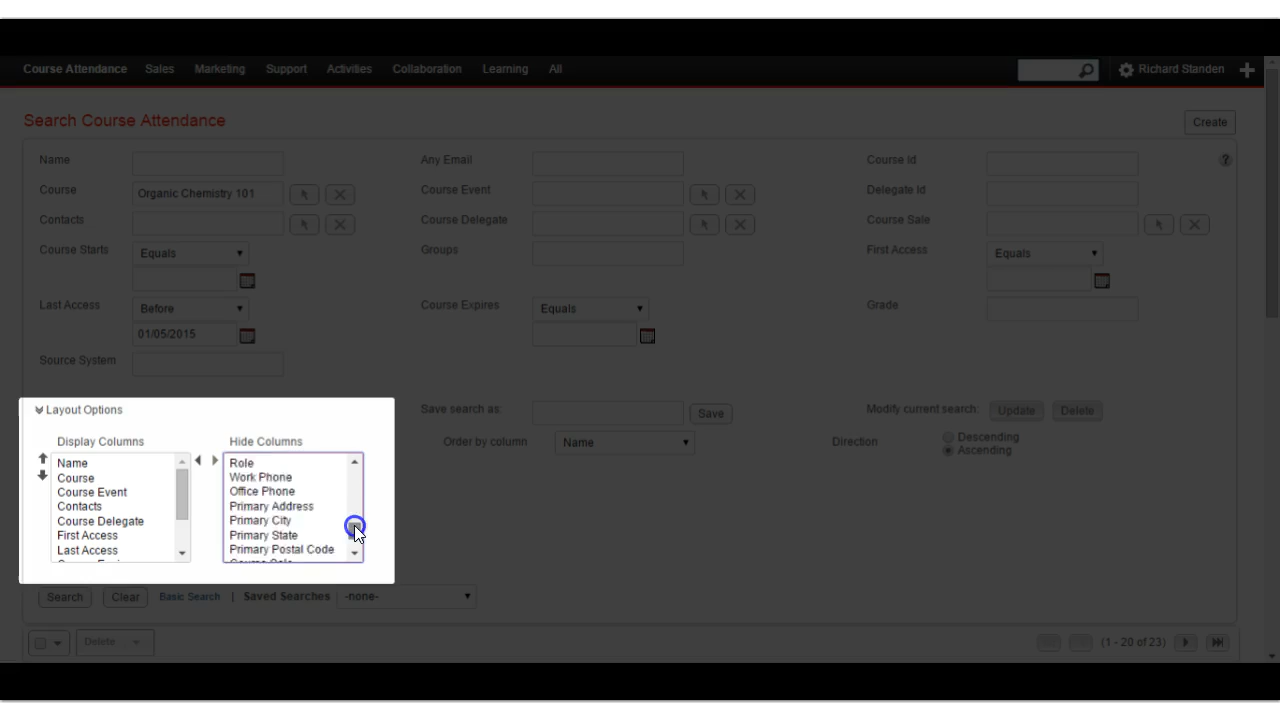 Course Attendance Sales Marketing Support Activities Collaboration Learning All Richard Standen
Search Course Attendance Create
Name Any Email Course Id ?
Course Organic Chemistry 101 Course Event Delegate Id
Contacts Course Delegate Course Sale
Course Starts Equals Groups First Access Equals
Last Access Before Course Expires Equals Grade
01/05/2015
Source System
Layout Options Save search as: Save Modify current search: Update Delete
Display Columns Hide Columns Order by column Name Direction Descending
Ascending
Name Role
Course Work Phone
Course Event Office Phone
Contacts Primary Address
Course Delegate Primary City
First Access Primary State
Last Access Primary Postal Code
Search Clear Basic Search | Saved Searches -none-
Delete (1 - 20 of 23)